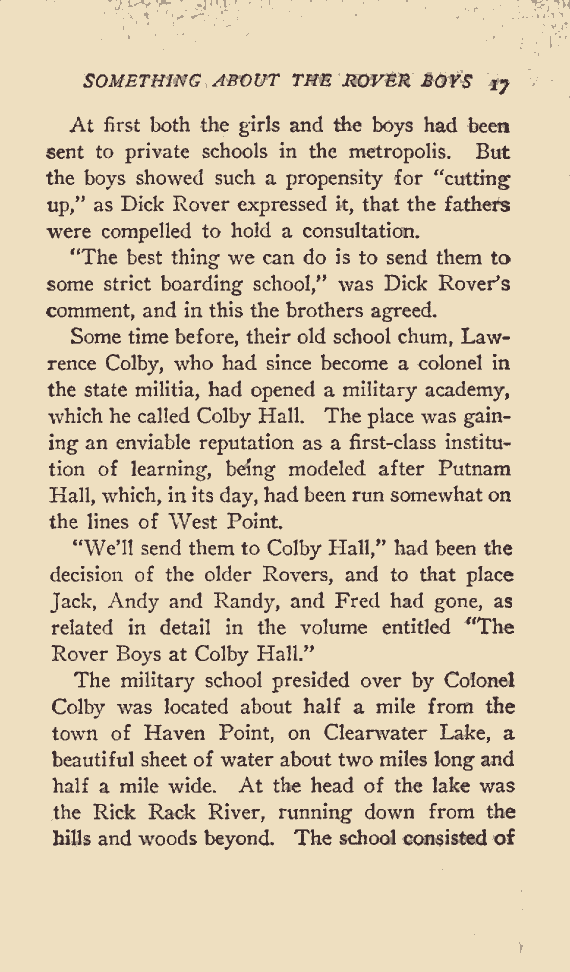 SOMETHING ABOUT THE ROVER BOYS 17
At first both the girls and the boys had been
sent to private schools in the metropolis. But
the boys showed such a propensity for "cutting
up," as Dick Rover expressed it, that the fathers
were compelled to hold a consultation.
"The best thing we can do is to send them to
some strict boarding school," was Dick Rover's
comment, and in this the brothers agreed.
Some time before, their old school chum, Law-
rence Colby, who had since become a colonel in
the state militia, had opened a military academy,
which he called Colby Hall. The place was gain-
ing an enviable reputation as a first-class institu-
tion of learning, being modeled after Putnam
Hall, which, in its day, had been run somewhat on
the lines of West Point.
"We'll send them to Colby Hall," had been the
decision of the older Rovers, and to that place
Jack, Andy and Randy, and Fred had gone, as
related in detail in the volume entitled "The
Rover Boys at Colby Hall."
The military school presided over by Colonel
Colby was located about half a mile from the
town of Haven Point, on Clearwater Lake, a
beautiful sheet of water about two miles long and
half a mile wide. At the head of the lake was
the Rick Rack River, running down from the
hills and woods beyond. The school consisted of